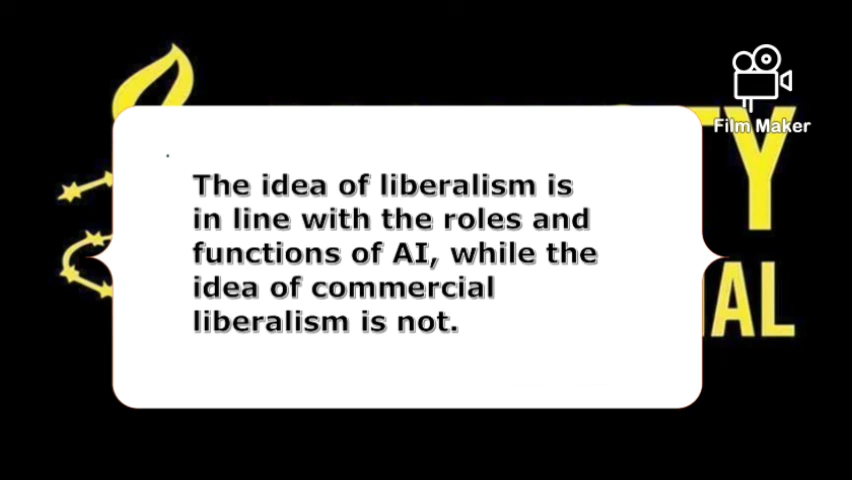 TY
Film Maker
The idea of liberalism is
in line with the roles and
functions of AI, while the
idea of commercial
liberalism is not.